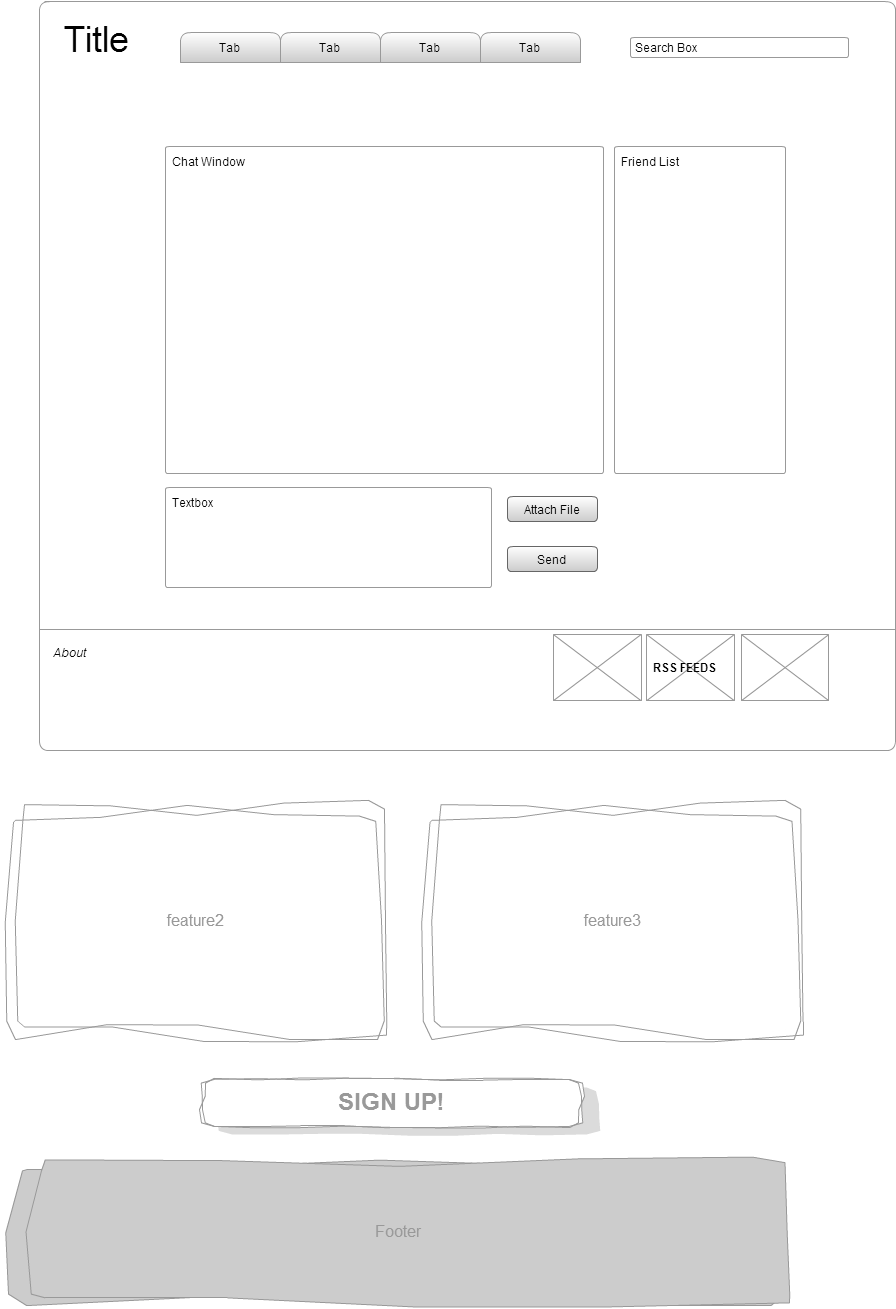 Title
Tab
Tab
Tab
Tab
Search Box
Chat Window
Friend List
Textbox
Attach File
Send
About
RSS FEEDS
feature2
feature3
SIGN UP!
Footer